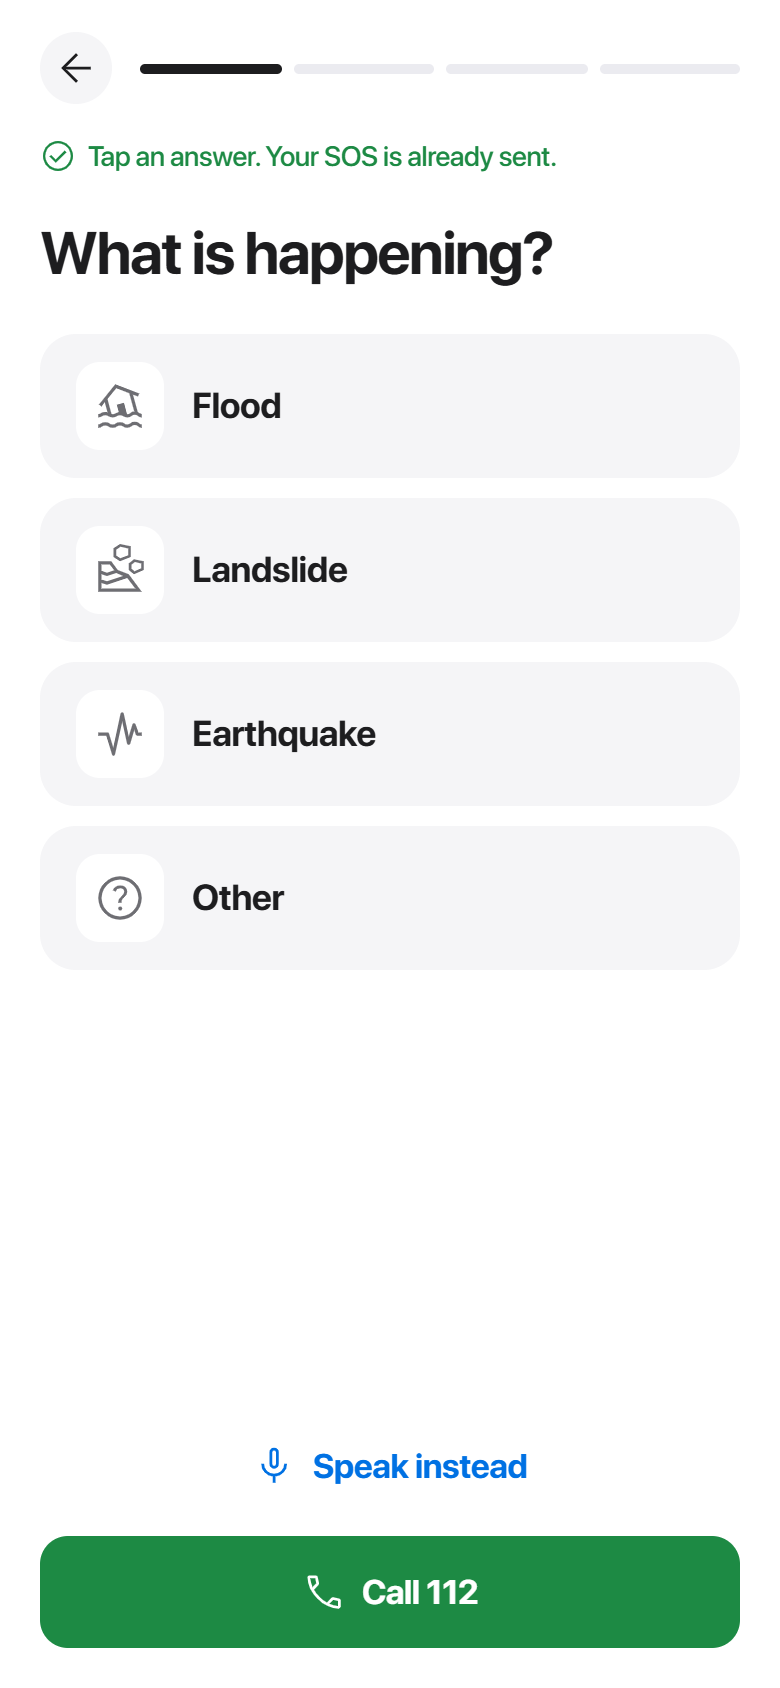 Tap an answer. Your SOS is already sent.
What is happening?
Flood
Landslide
Earthquake
Other
Speak instead
Call 112